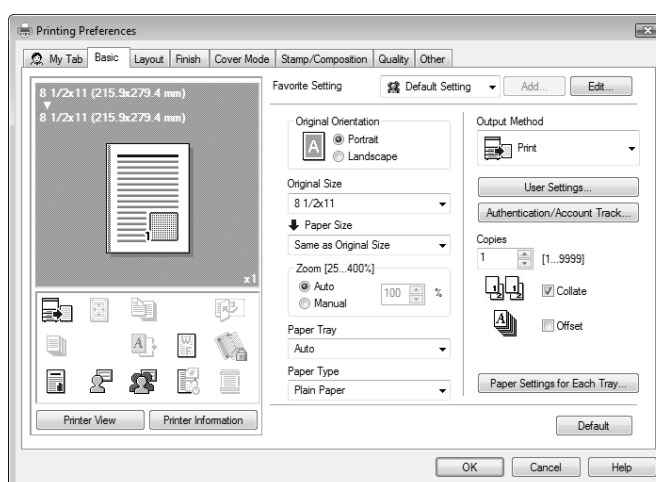 Printing Preferences
My Tab Basic Layout Finish Cover Mode Stamp/Composition Quality Other
8 1/2x11 (215.9x279.4 mm)
8 1/2x11 (215.9x279.4 mm)
1
x1
Printer View Printer Information
Favorite Setting Default Setting Add... Edit...
Original Orientation
A
Portrait
Landscape
Original Size
8 1/2x11
Paper Size
Same as Original Size
Zoom [25...400%]
Auto
Manual
100 %
Paper Tray
Auto
Paper Type
Plain Paper
Output Method
Print
User Settings...
Authentication/Account Track...
Copies
1 [1...9999]
Collate
Offset
Paper Settings for Each Tray...
Default
OK Cancel Help